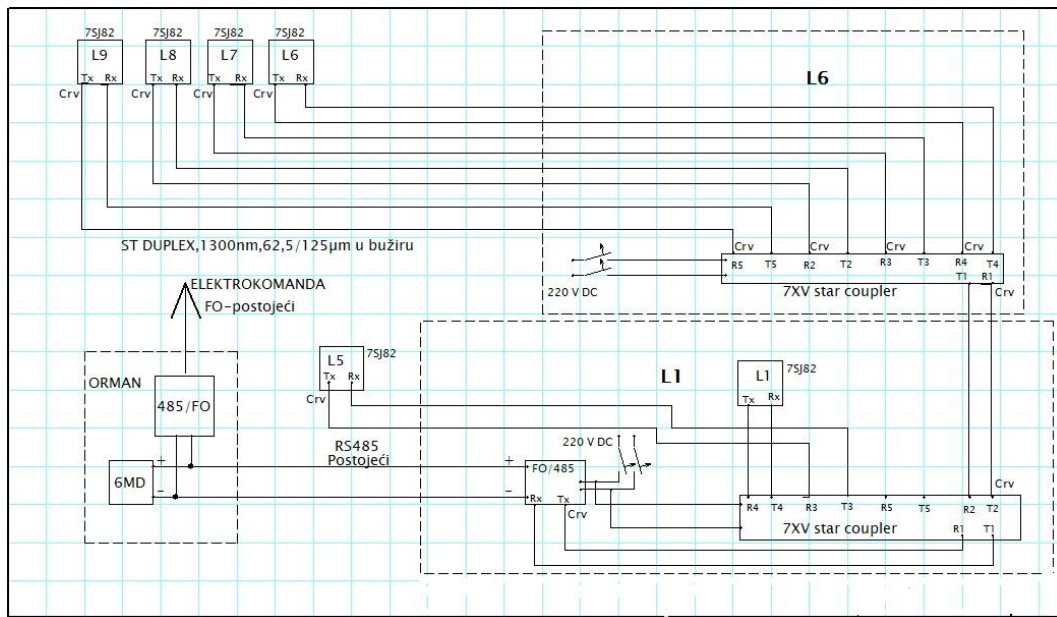 7SJ82 7SJ82 7SJ82 7SJ82
L9 L8 L7 L6
Tx Rx Tx Rx Tx Rx Tx Rx
Crv Crv Crv Crv
L6
ST DUPLEX,1300nm,62,5/125µm u bužiru
Crv Crv Crv Crv
R5 T5 R2 T2 R3 T3 R4 T4
T1 R1
220 V DC
7XV star coupler
Crv
ELEKTROKOMANDA
FO-postojeći
ORMAN
485/FO
6MD
+
-
RS485
Postojeći
+
-
L5
7SJ82
Tx Rx
Crv
L1
L1
7SJ82
Tx Rx
220 V DC
FO/485
Rx Tx
Crv
Crv
R4 T4 R3 T3 R5 T5 R2 T2
7XV star coupler
R1 T1